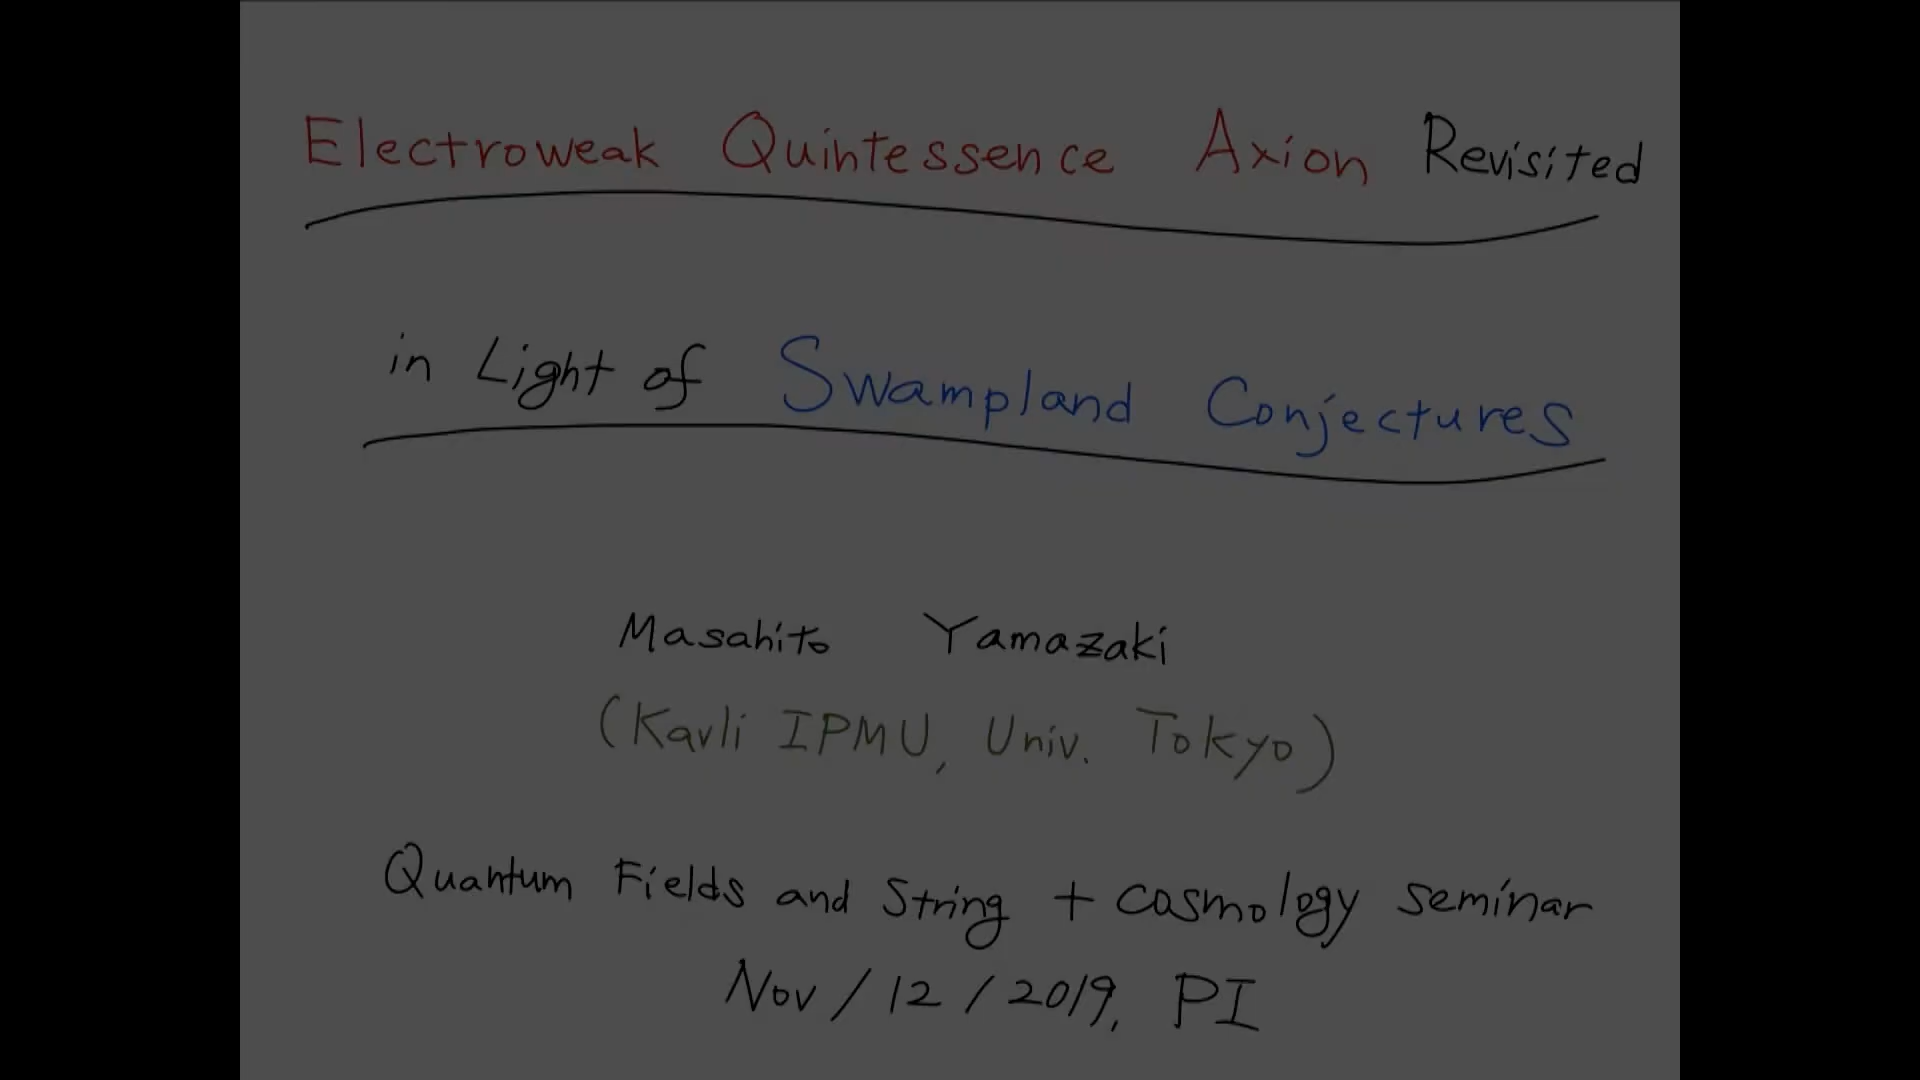 Electroweak Quintessence Axion Revisited
in Light of Swampland Conjectures
Masahito Yamazaki
(Kavli IPMU, Univ. Tokyo)
Quantum Fields and String + cosmology seminar
Nov / 12 / 2019, PI